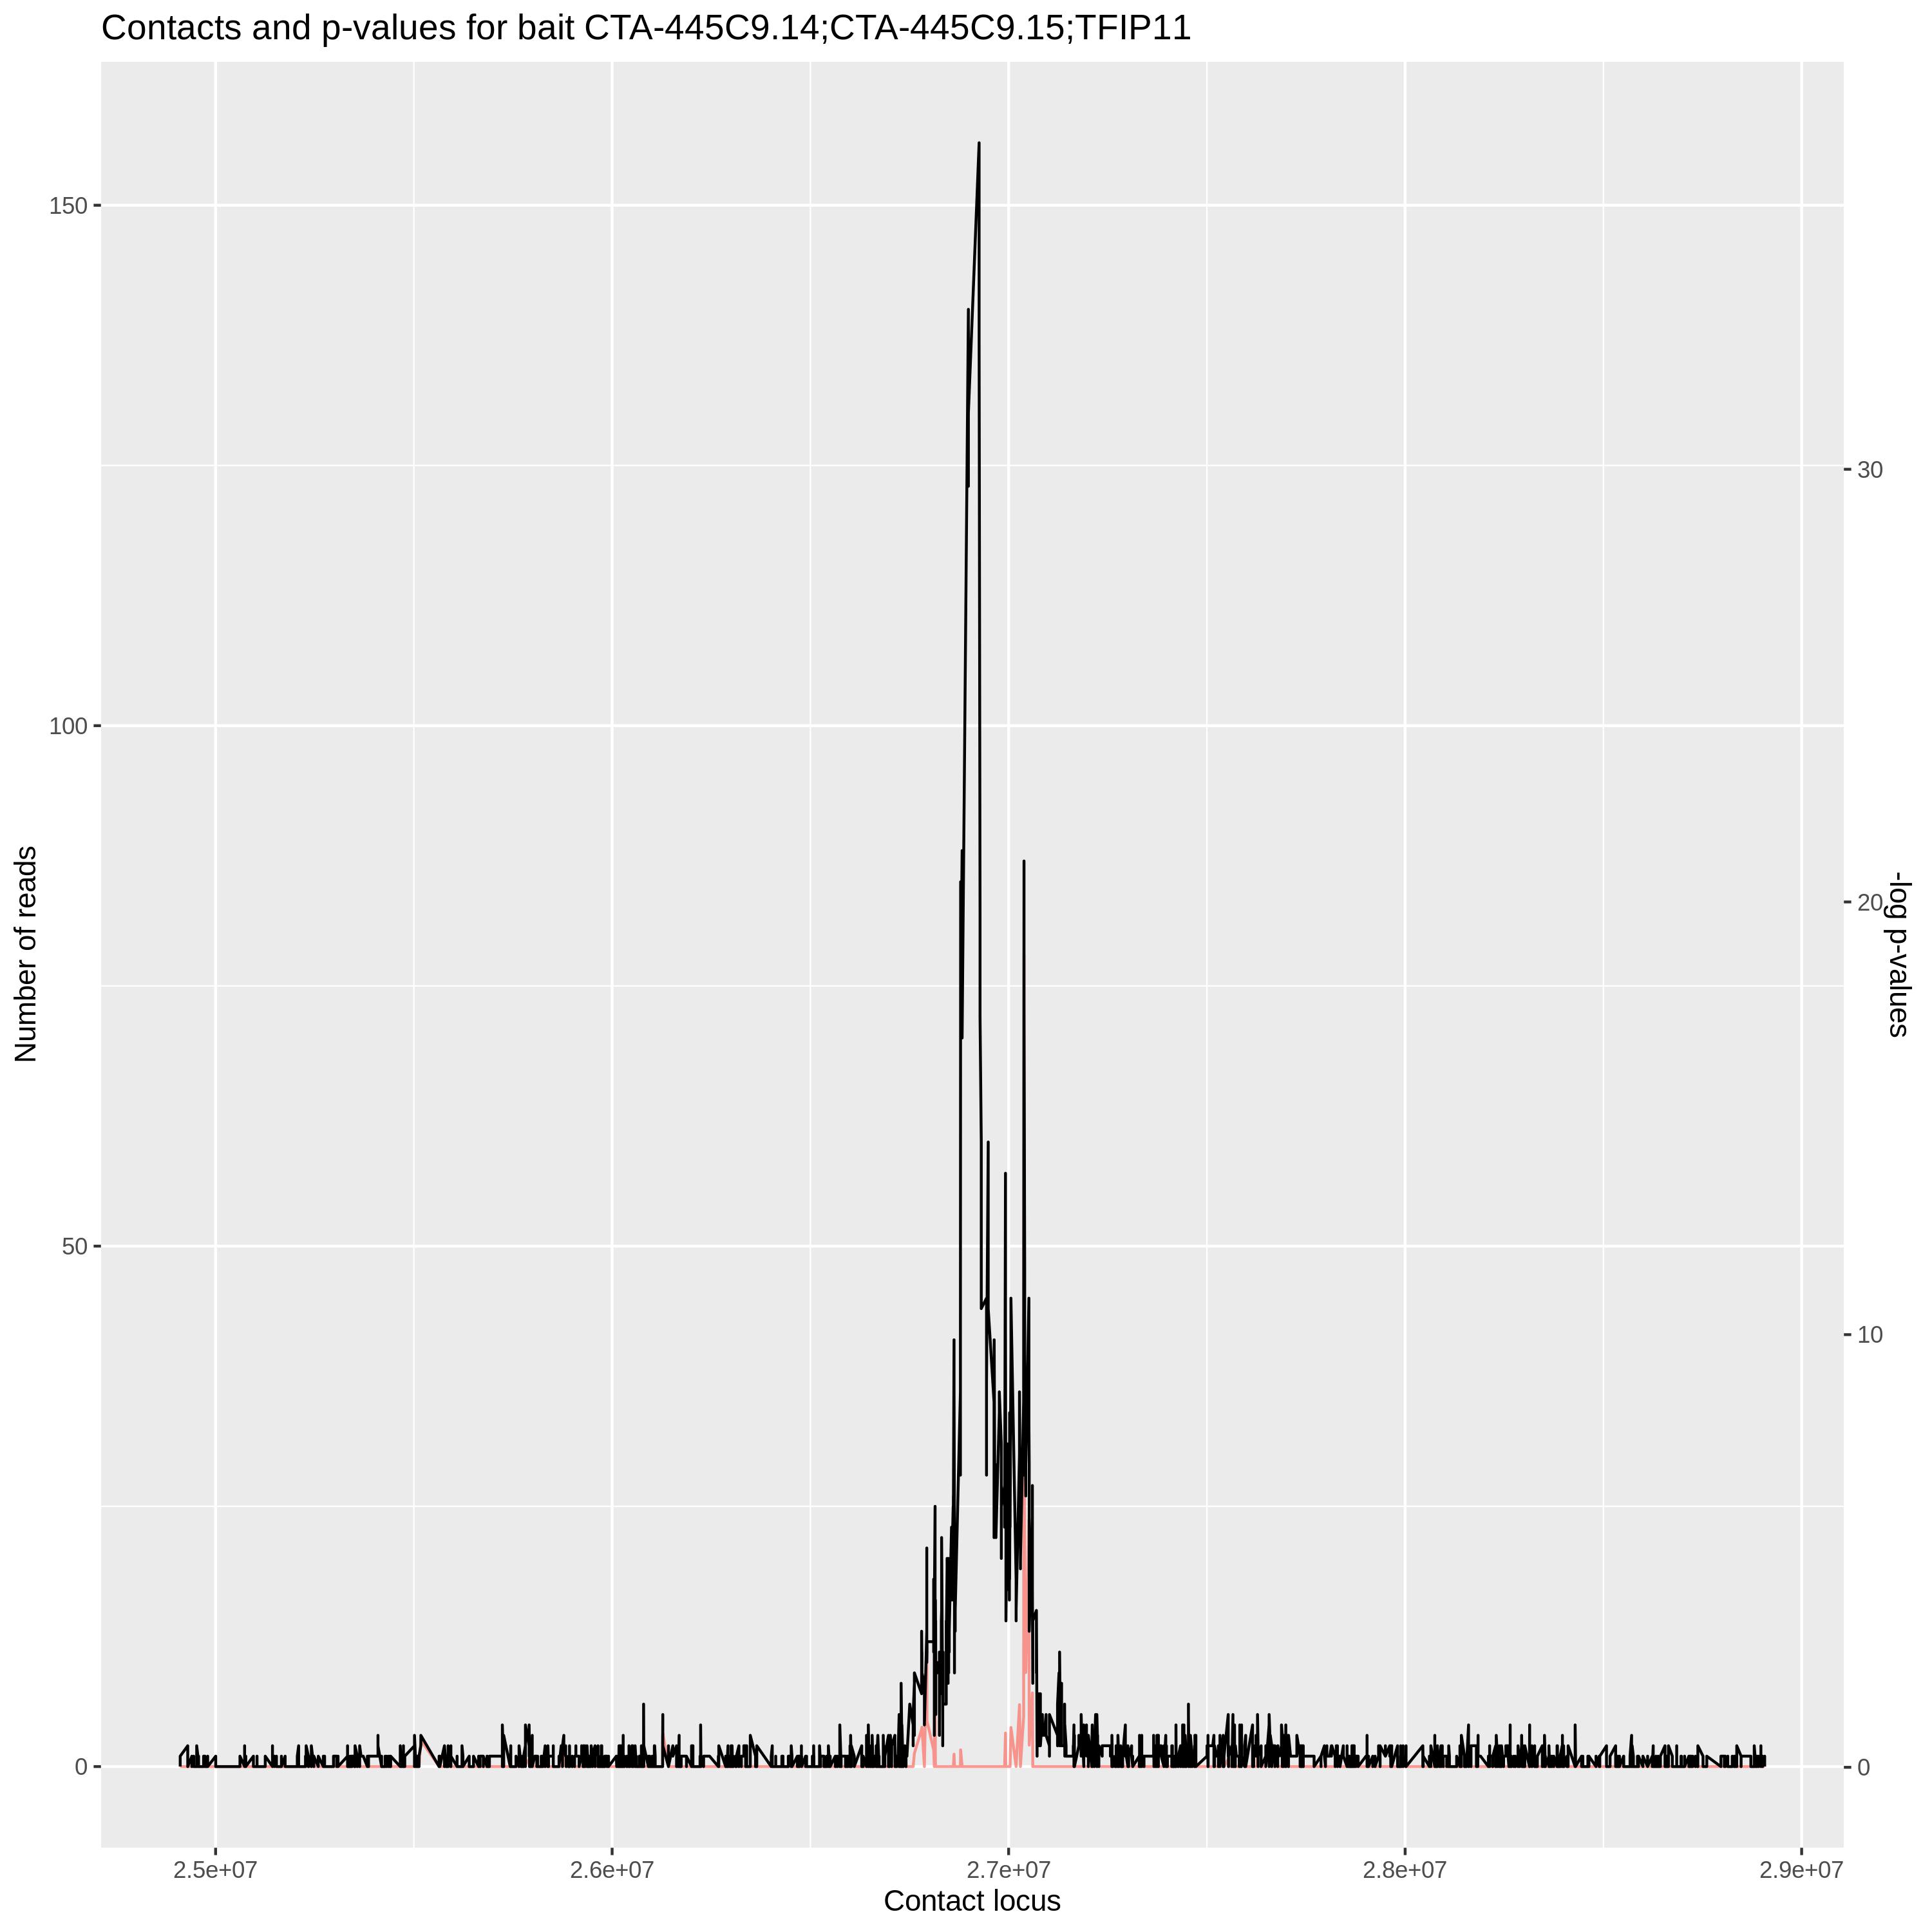 Contacts and p-values for bait CTA-445C9.14;CTA-445C9.15;TFIP11
Number of reads
150
100
50
0
30
20
10
0
-log p-values
2.5e+07 2.6e+07 2.7e+07 2.8e+07 2.9e+07
Contact locus